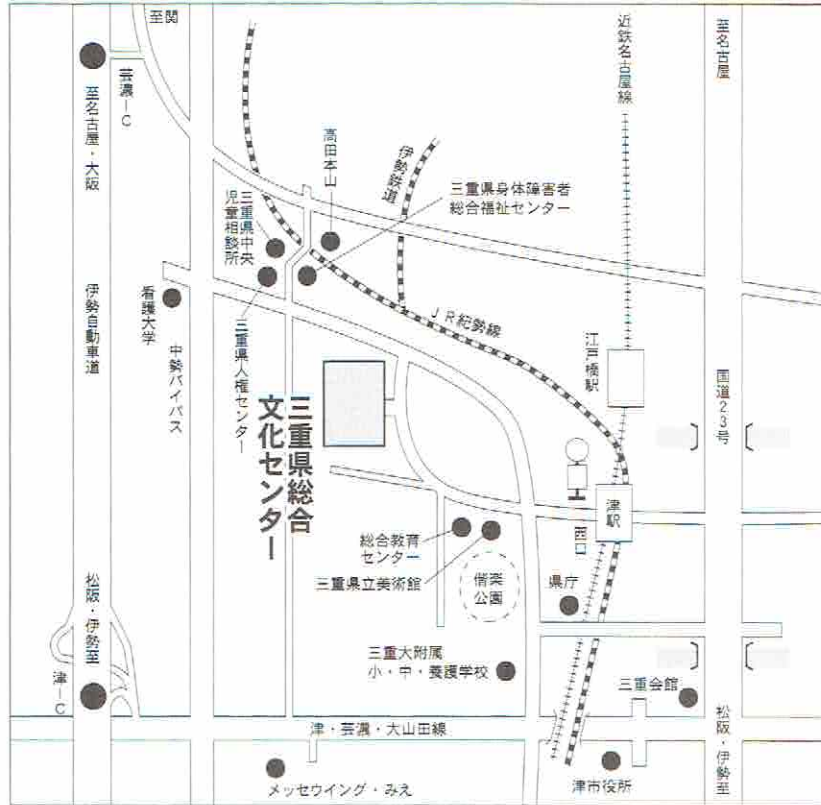 至関
近鉄名古屋線
至名古屋
芸濃IC
至名古屋・大阪
高田本山
伊勢鉄道
三重県身体障害者
総合福祉センター
三重県中央
児童相談所
看護大学
伊勢自動車道
中勢バイパス
三重県人権センター
JR紀勢線
江戸橋駅
国道23号
三重県総合
文化センター
津駅
西口
総合教育
センター
三重県立美術館
偕楽
公園
県庁
松阪・伊勢至
津IC
三重大附属
小・中・養護学校
三重会館
松阪・伊勢至
津・芸濃・大山田線
メッセウイング・みえ
津市役所